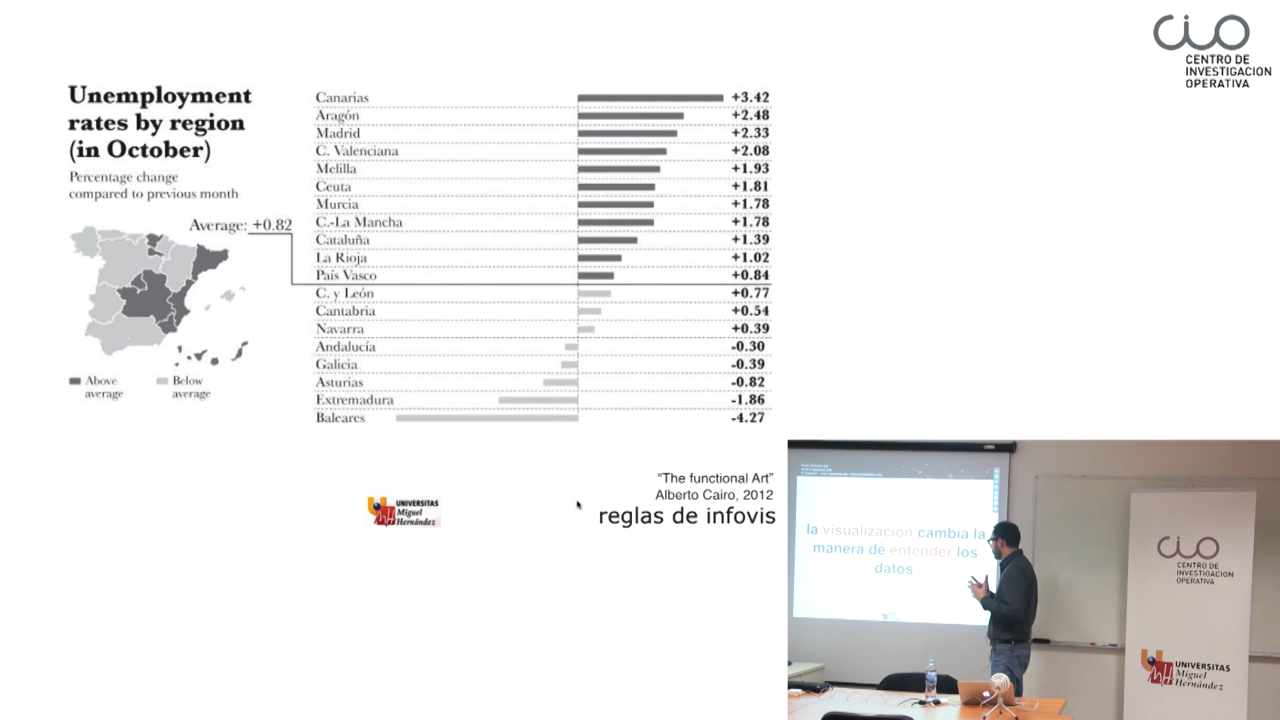 CENTRO DE
INVESTIGACION
OPERATIVA
Unemployment
rates by region
(in October)
Percentage change
compared to previous month
Average: +0.82
Above
average
Below
average
Canarias +3.42
Aragón +2.48
Madrid +2.33
C. Valenciana +2.08
Melilla +1.93
Ceuta +1.81
Murcia +1.78
C.-La Mancha +1.78
Cataluña +1.39
La Rioja +1.02
País Vasco +0.84
C. y León +0.77
Cantabria +0.54
Navarra +0.39
Andalucía -0.30
Galicia -0.39
Asturias -0.82
Extremadura -1.86
Baleares -4.27
"The functional Art"
Alberto Cairo, 2012
reglas de infovis
UNIVERSITAS
Miguel
Hernández
la visualización cambia la
manera de entender los
datos
CENTRO DE
INVESTIGACION
OPERATIVA
UNIVERSITAS
Miguel
Hernández